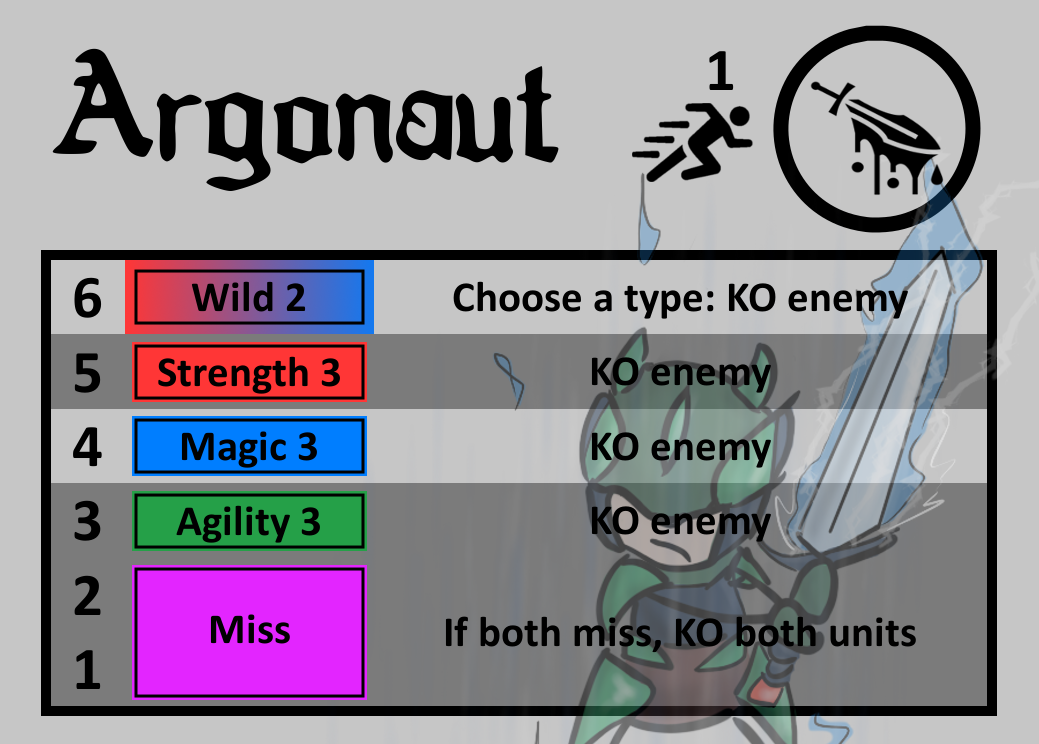 Argonaut
1
6 Wild 2 Choose a type: KO enemy
5 Strength 3 KO enemy
4 Magic 3 KO enemy
3 Agility 3 KO enemy
2
Miss If both miss, KO both units
1